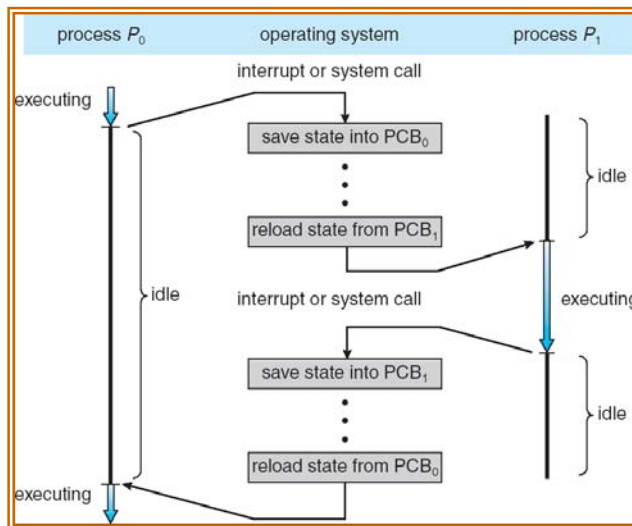 process P₀ operating system process P₁
interrupt or system call
executing
save state into PCB₀
idle
reload state from PCB₁
idle
interrupt or system call
executing
save state into PCB₁
idle
reload state from PCB₀
executing